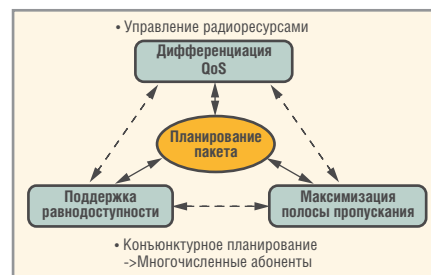 • Управление радиоресурсами
Дифференциация
QoS
Планирование
пакета
Поддержка
равнодоступности
Максимизация
полосы пропускания
• Конъюнктурное планирование
->Многочисленные абоненты